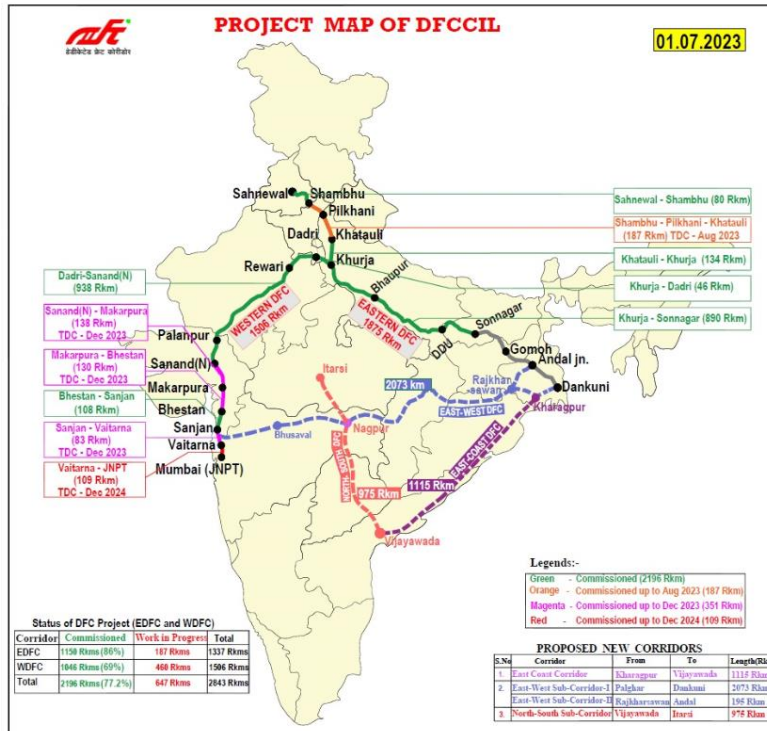 PROJECT MAP OF DFCCIL
01.07.2023
डेडीकेटेड फ्रेट कोरीडोर
Sahnewal
Shambhu
Pilkhani
Dadri
Khatauli
Rewari
Khurja
Bhaupur
DDU
Sonnagar
Gomoh
Andal jn.
Dankuni
Palanpur
Sanand(N)
Makarpura
Bhestan
Sanjan
Vaitarna
Mumbai (JNPT)
WESTERN DFC
1506 Rkm
EASTERN DFC
1875 Rkm
Itarsi
Bhusaval
Nagpur
2073 km
Rajkhar
sawan
EAST-WEST DFC
Kharagpur
NORTH- SOUTH DFC
975 Rkm
1115 Rkm
EAST-COAST DFC
Vijayawada
Sahnewal - Shambhu (80 Rkm)
Shambhu - Pilkhani - Khatauli
(187 Rkm) TDC - Aug 2023
Khatauli - Khurja (134 Rkm)
Khurja - Dadri (46 Rkm)
Khurja - Sonnagar (890 Rkm)
Dadri-Sanand(N)
(938 Rkm)
Sanand(N) - Makarpura
(138 Rkm)
TDC - Dec 2023
Makarpura - Bhestan
(130 Rkm)
TDC - Dec 2023
Bhestan - Sanjan
(108 Rkm)
Sanjan - Vaitarna
(83 Rkm)
TDC - Dec 2023
Vaitarna - JNPT
(109 Rkm)
TDC - Dec 2024
Legends:-
Green - Commissioned (2196 Rkm)
Orange - Commissioned up to Aug 2023 (187 Rkm)
Magenta - Commissioned up to Dec 2023 (351 Rkm)
Red - Commissioned up to Dec 2024 (109 Rkm)
Status of DFC Project (EDFC and WDFC)
Corridor Commissioned Work in Progress Total
EDFC 1150 Rkms (86%) 187 Rkms 1337 Rkms
WDFC 1046 Rkms (69%) 460 Rkms 1506 Rkms
Total 2196 Rkms (77.2%) 647 Rkms 2843 Rkms
PROPOSED NEW CORRIDORS
S.No Corridor From To Length(Rk
1. East Coast Corridor Kharagpur Vijayawada 1115 Rkm
2. East-West Sub-Corridor-I Palghar Dankuni 2073 Rkm
East-West Sub-Corridor-II Rajkharsawan Andal 195 Rkm
3. North-South Sub-Corridor Vijayawada Itarsi 975 Rkm